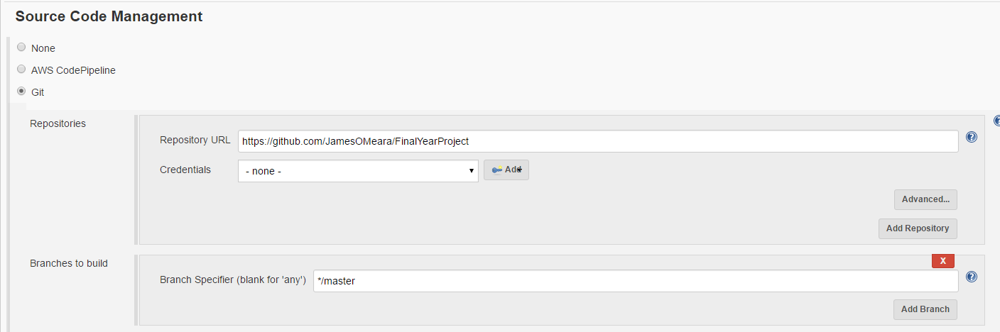 Source Code Management
None
AWS CodePipeline
Git
Repositories
Repository URL https://github.com/JamesOMeara/FinalYearProject
Credentials - none - Add
Advanced...
Add Repository
Branches to build
X
Branch Specifier (blank for 'any') */master
Add Branch